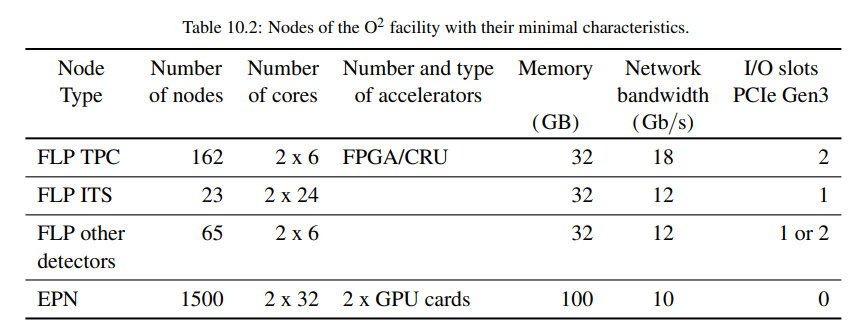 Table 10.2: Nodes of the O² facility with their minimal characteristics.
Node Number Number Number and type Memory Network I/O slots
Type of nodes of cores of accelerators bandwidth PCIe Gen3
(GB) (Gb/s)
FLP TPC 162 2 x 6 FPGA/CRU 32 18 2
FLP ITS 23 2 x 24 32 12 1
FLP other 65 2 x 6 32 12 1 or 2
detectors
EPN 1500 2 x 32 2 x GPU cards 100 10 0